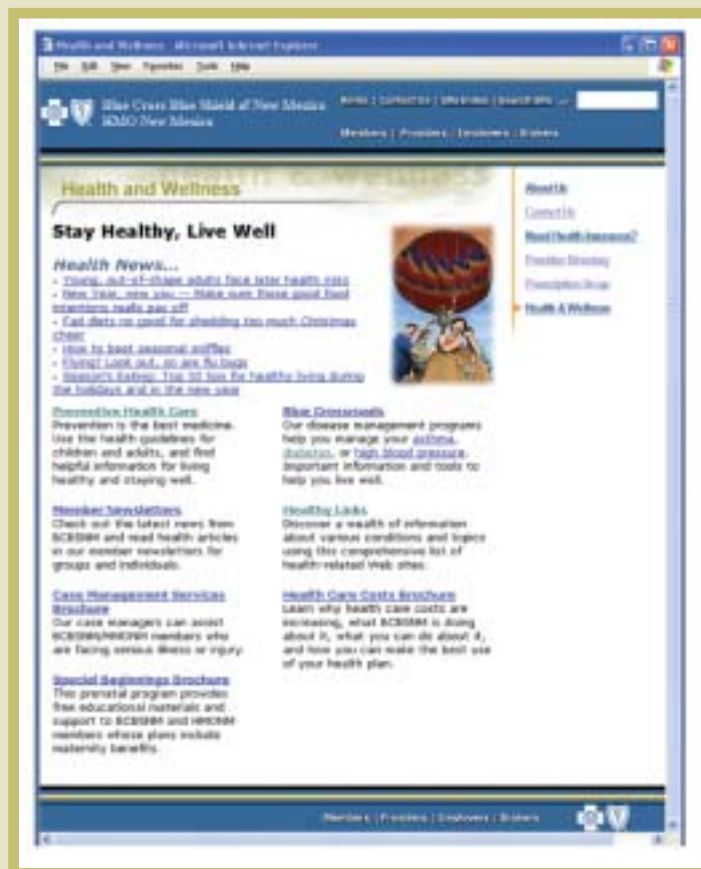 Health and Wellness - Microsoft Internet Explorer
File Edit View Favorites Tools Help
Blue Cross Blue Shield of New Mexico
HMO New Mexico
Home | Contact Us | Site Index | Search Info
Members | Providers | Employers | Brokers
health & wellness
Health and Wellness
Stay Healthy, Live Well
Health News...
- Young, out-of-shape adults face later health risks
- New Year, new you — Make sure those good food
intentions really pay off
- Fad diets no good for shedding too much Christmas
cheer
- How to beat seasonal sniffles
- Flying? Look out, so are flu bugs
- Season's Eating: Top 10 tips for healthy living during
the holidays and in the new year
Preventive Health Care
Prevention is the best medicine.
Use the health guidelines for
children and adults, and find
helpful information for living
healthy and staying well.
Member Newsletters
Check out the latest news from
BCBSNM and read health articles
in our member newsletters for
groups and individuals.
Case Management Services
Brochure
Our case managers can assist
BCBSNM/HMONM members who
are facing serious illness or injury.
Special Beginnings Brochure
This prenatal program provides
free educational materials and
support to BCBSNM and HMONM
members whose plans include
maternity benefits.
Blue Crossroads
Our disease management programs
help you manage your asthma,
diabetes, or high blood pressure.
Important information and tools to
help you live well.
Healthy Links
Discover a wealth of information
about various conditions and topics
using this comprehensive list of
health-related Web sites.
Health Care Costs Brochure
Learn why health care costs are
increasing, what BCBSNM is doing
about it, what you can do about it,
and how you can make the best use
of your health plan.
About Us
Contact Us
Need Health Insurance?
Provider Directory
Prescription Drugs
Health & Wellness
Members | Providers | Employers | Brokers